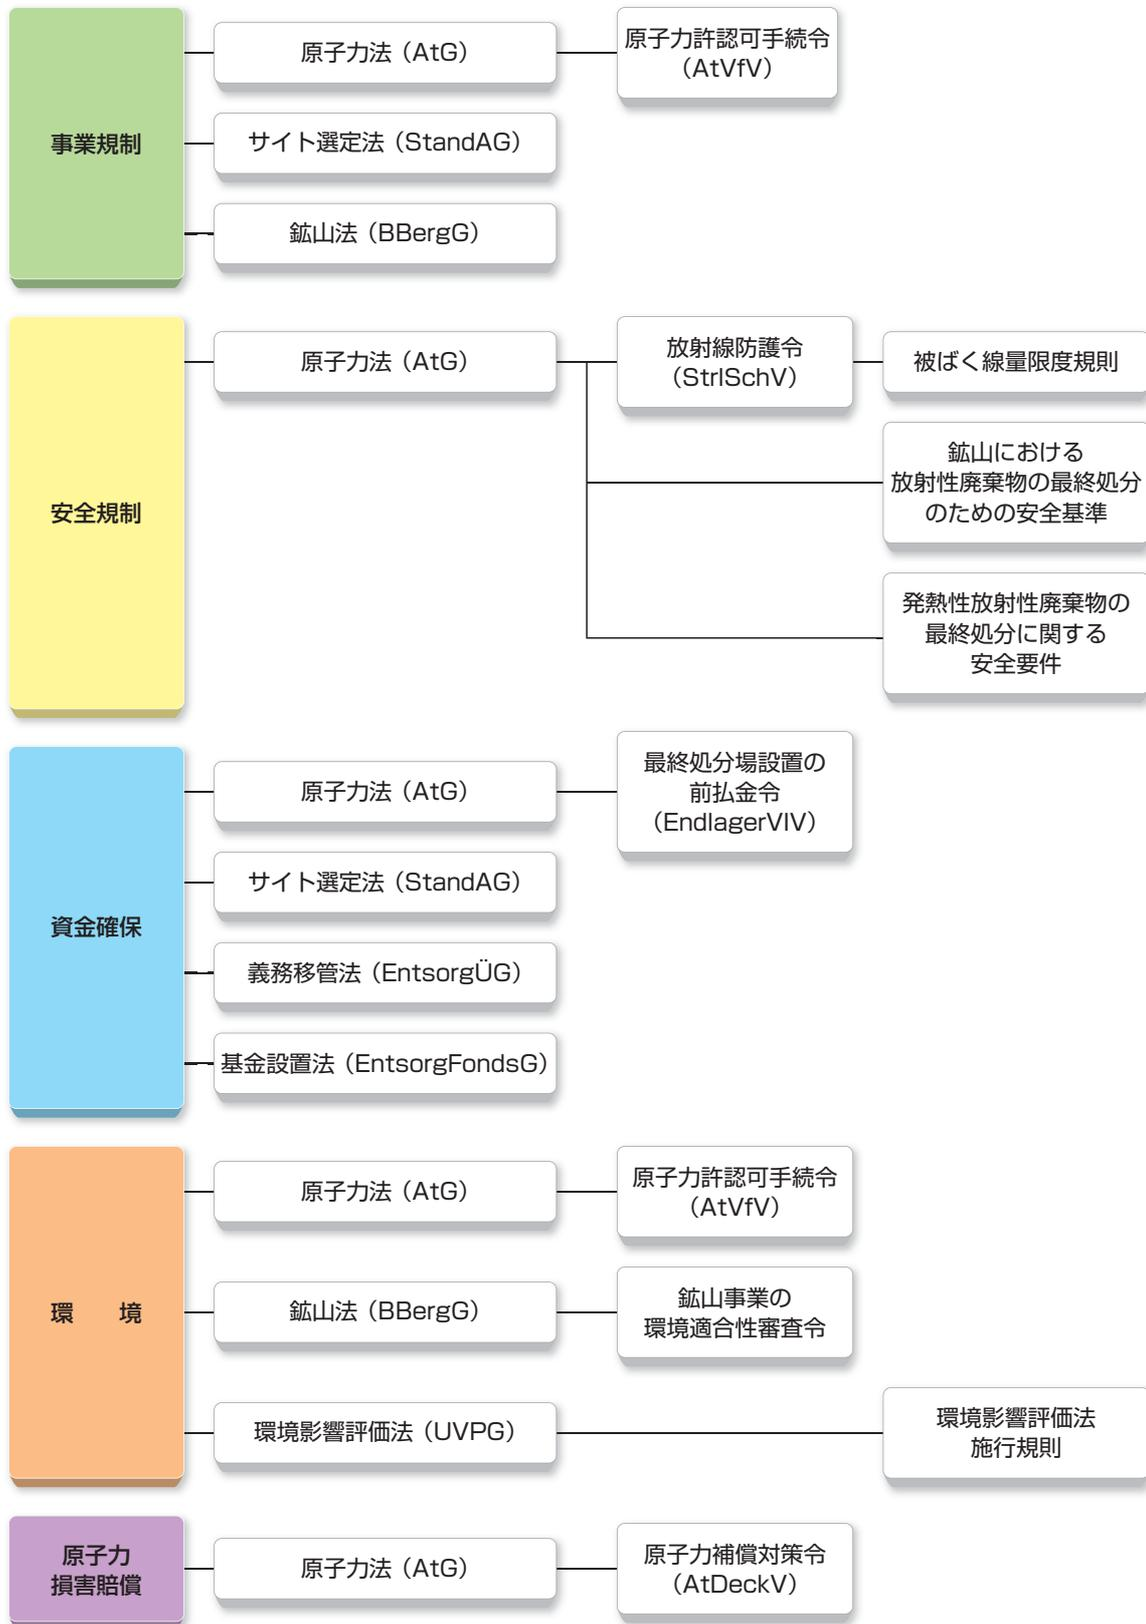 事業規制
原子力法（AtG）
原子力許認可手続令
（AtVfV）
サイト選定法（StandAG）
鉱山法（BBergG）
安全規制
原子力法（AtG）
放射線防護令
（StrlSchV）
被ばく線量限度規則
鉱山における
放射性廃棄物の最終処分
のための安全基準
発熱性放射性廃棄物の
最終処分に関する
安全要件
資金確保
原子力法（AtG）
最終処分場設置の
前払金令
（EndlagerVlV）
サイト選定法（StandAG）
義務移管法（EntsorgÜG）
基金設置法（EntsorgFondsG）
環　　境
原子力法（AtG）
原子力許認可手続令
（AtVfV）
鉱山法（BBergG）
鉱山事業の
環境適合性審査令
環境影響評価法（UVPG）
環境影響評価法
施行規則
原子力
損害賠償
原子力法（AtG）
原子力補償対策令
（AtDeckV）